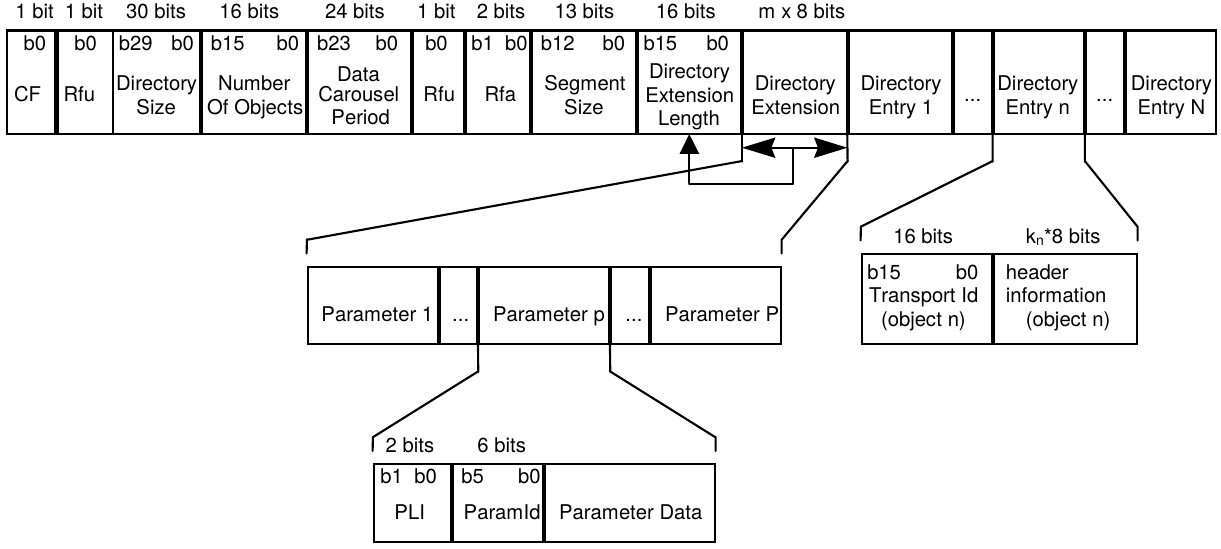 1 bit 1 bit 30 bits 16 bits 24 bits 1 bit 2 bits 13 bits 16 bits m x 8 bits
b0 b0 b29 b0 b15 b0 b23 b0 b0 b1 b0 b12 b0 b15 b0
CF
Rfu
Directory
Size
Number
Of Objects
Data
Carousel
Period
Rfu
Rfa
Segment
Size
Directory
Extension
Length
Directory
Extension
Directory
Entry 1
...
Directory
Entry n
...
Directory
Entry N
16 bits kn*8 bits
b15 b0
Transport Id
(object n)
header
information
(object n)
Parameter 1 ... Parameter p ... Parameter P
2 bits 6 bits
b1 b0 b5 b0
PLI ParamId Parameter Data